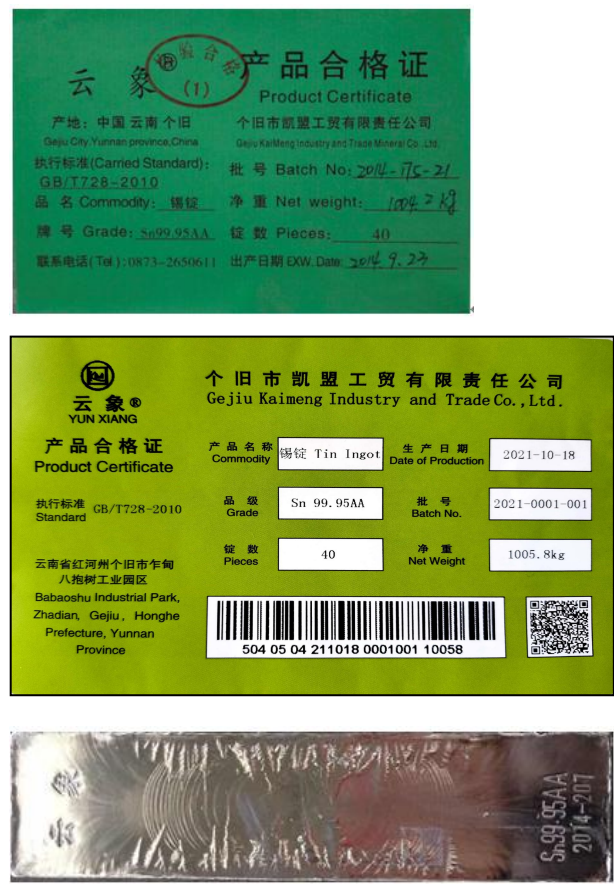 云 象®
检验合格
(1)
产品合格证
Product Certificate
产地：中国 云南 个旧
Gejiu City.Yunnan province,China
个旧市凯盟工贸有限责任公司
Gejiu KaiMeng Industry and Trade Mineral Co.,Ltd.
执行标准(Carried Standard):
GB/T728-2010
批 号 Batch No: 2014-175-21
品 名 Commodity: 锡锭
净 重 Net weight: 1004.2 kg
牌 号 Grade: Sn99.95AA
锭 数 Pieces: 40
联系电话(Tel):0873-2650611
出产日期 EXW.Date: 2014.9.23
云 象®
YUN XIANG
产品合格证
Product Certificate
执行标准
Standard
GB/T728-2010
云南省红河州个旧市乍甸
八抱树工业园区
Babaoshu Industrial Park,
Zhadian, Gejiu, Honghe
Prefecture, Yunnan
Province
个旧市凯盟工贸有限责任公司
Gejiu Kaimeng Industry and Trade Co.,Ltd.
产品名称
Commodity
锡锭 Tin Ingot
生产日期
Date of Production
2021-10-18
品 级
Grade
Sn 99.95AA
批 号
Batch No.
2021-0001-001
锭 数
Pieces
40
净 重
Net Weight
1005.8kg
504 05 04 211018 0001001 10058
云 象
Sn99.95AA
2014-207